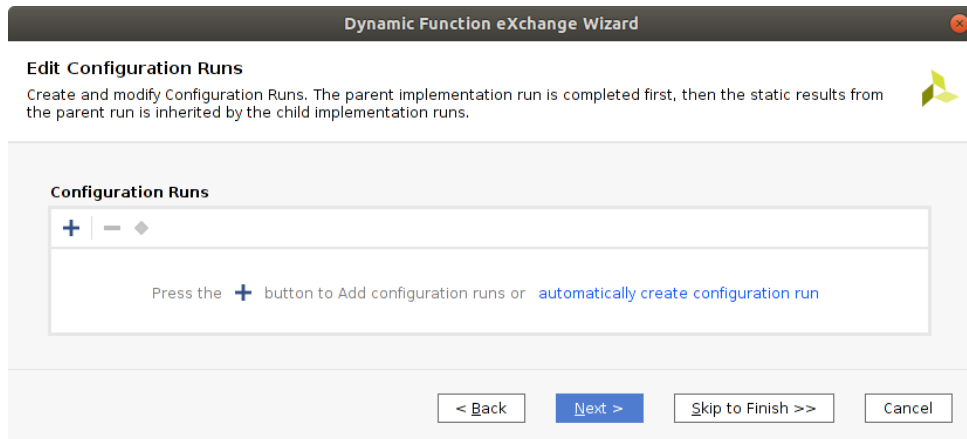 Dynamic Function eXchange Wizard
Edit Configuration Runs
Create and modify Configuration Runs. The parent implementation run is completed first, then the static results from
the parent run is inherited by the child implementation runs.
Configuration Runs
Press the + button to Add configuration runs or automatically create configuration run
< Back Next > Skip to Finish >> Cancel